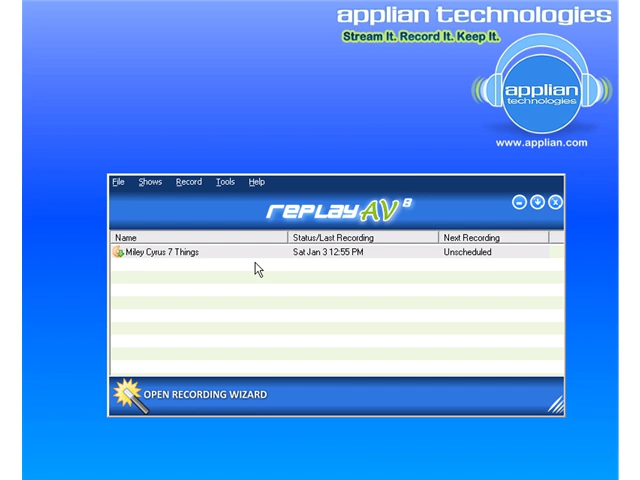 applian technologies
Stream It. Record It. Keep It.
applian
technologies
www.applian.com
File Shows Record Tools Help
replay AV 8
Name Status/Last Recording Next Recording
Miley Cyrus 7 Things Sat Jan 3 12:55 PM Unscheduled
OPEN RECORDING WIZARD